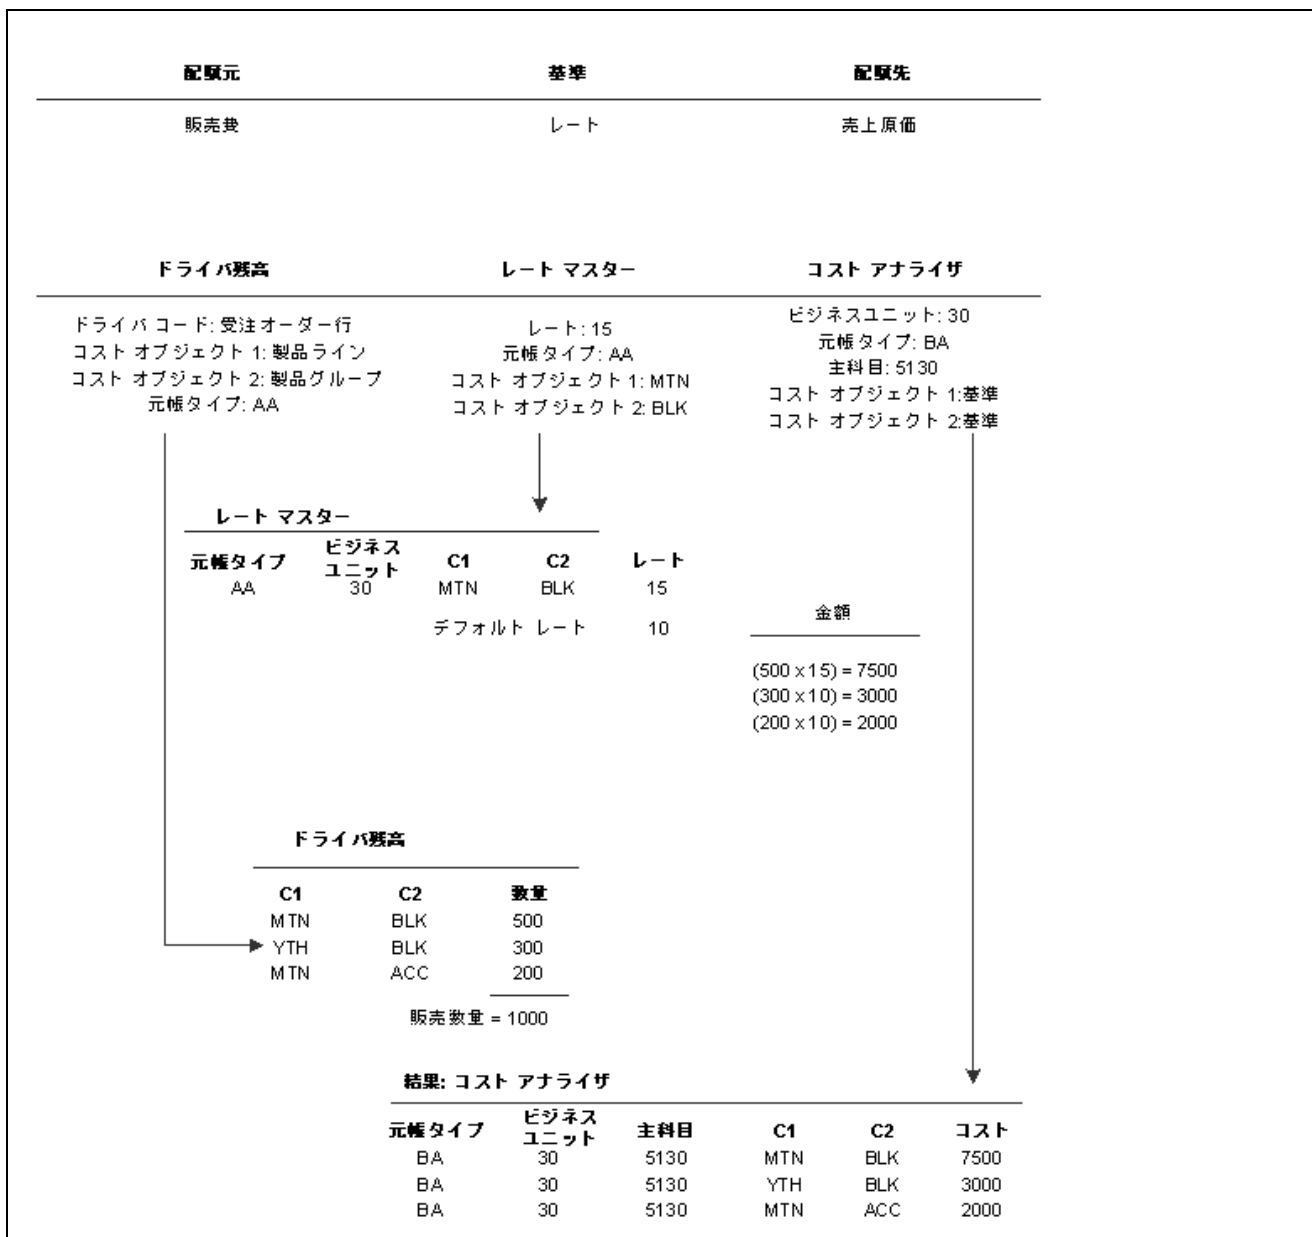 配賦元 基準 配賦先
販売費 レート 売上原価
ドライバ残高 レート マスター コスト アナライザ
ドライバ コード: 受注オーダー行
コスト オブジェクト 1: 製品ライン
コスト オブジェクト 2: 製品グループ
元帳タイプ: AA
レート: 15
元帳タイプ: AA
コスト オブジェクト 1: MTN
コスト オブジェクト 2: BLK
ビジネスユニット: 30
元帳タイプ: BA
主科目: 5130
コスト オブジェクト 1:基準
コスト オブジェクト 2:基準
レート マスター
元帳タイプ ビジネス ユニット C1 C2 レート
AA 30 MTN BLK 15
デフォルト レート 10
金額
(500 x 15) = 7500
(300 x 10) = 3000
(200 x 10) = 2000
ドライバ残高
C1 C2 数量
MTN BLK 500
YTH BLK 300
MTN ACC 200
販売数量 = 1000
結果: コスト アナライザ
元帳タイプ ビジネス ユニット 主科目 C1 C2 コスト
BA 30 5130 MTN BLK 7500
BA 30 5130 YTH BLK 3000
BA 30 5130 MTN ACC 2000